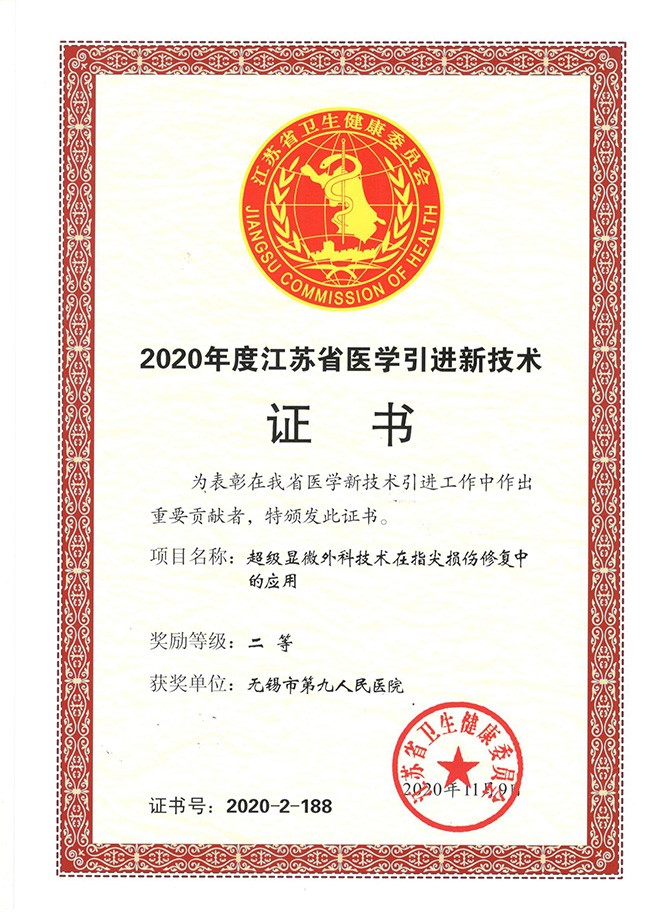 江苏省卫生健康委员会
JIANGSU COMMISSION OF HEALTH
2020年度江苏省医学引进新技术
证 书
为表彰在我省医学新技术引进工作中作出
重要贡献者，特颁发此证书。
项目名称：超级显微外科技术在指尖损伤修复中
的应用
奖励等级：二 等
获奖单位：无锡市第九人民医院
江苏省卫生健康委员会
2020年11月9日
证书号：2020-2-188